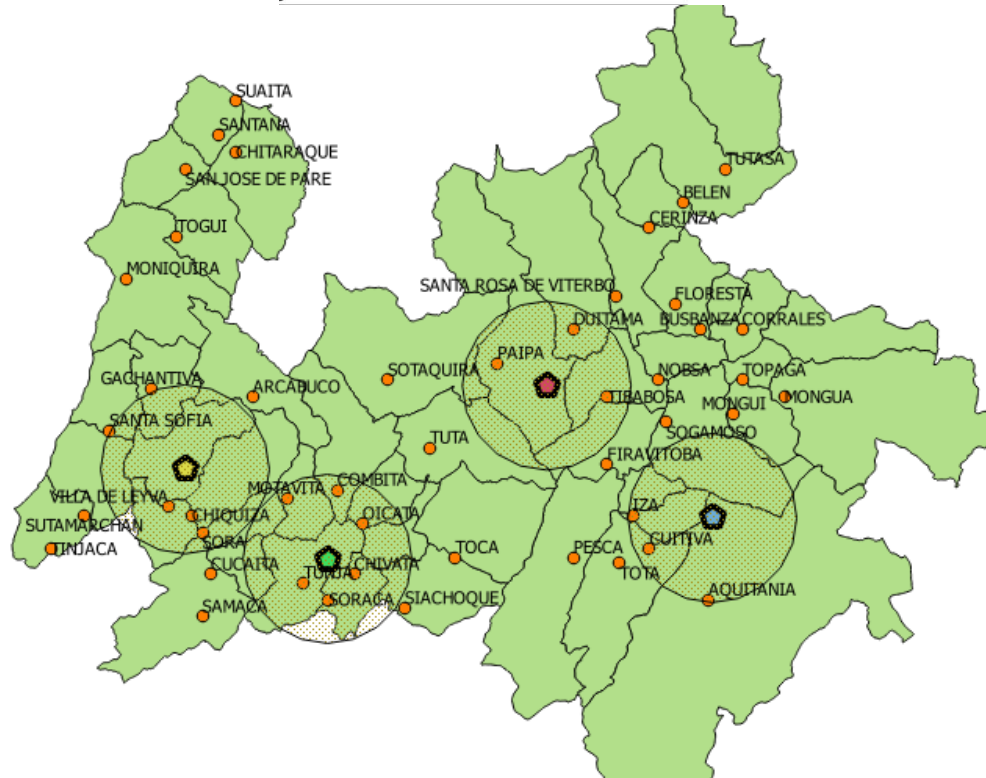 SUAITA
SANTANA
CHITARAQUE
SAN JOSE DE PARE
TUTASA
BELEN
CERINZA
TOGUI
MONIQUIRA
SANTA ROSA DE VITERBO
FLORESTA
DUITAMA
BUSBANZA
CORRALES
PAIPA
GACHANTIVA
ARCABUCO
SOTAQUIRA
NOBSA
TOPAGA
TIBABOSA
MONGUI
MONGUA
SANTA SOFIA
SOGAMOSO
TUTA
FIRAVITOBA
VILLA DE LEYVA
MOTAVITA
COMBITA
SUTAMARCHAN
CHIQUIZA
OICATA
IZA
TINJACA
SORA
CUITIVA
CUCAITA
TUNJA
CHIVATA
TOCA
PESCA
TOTA
SAMACA
SORACA
SIACHOQUE
AQUITANIA